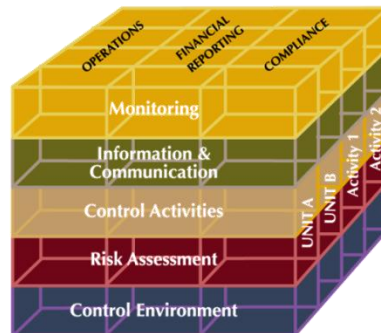 OPERATIONS
FINANCIAL
REPORTING
COMPLIANCE
Monitoring
Information &
Communication
Control Activities
Risk Assessment
Control Environment
UNIT A
UNIT B
Activity 1
Activity 2